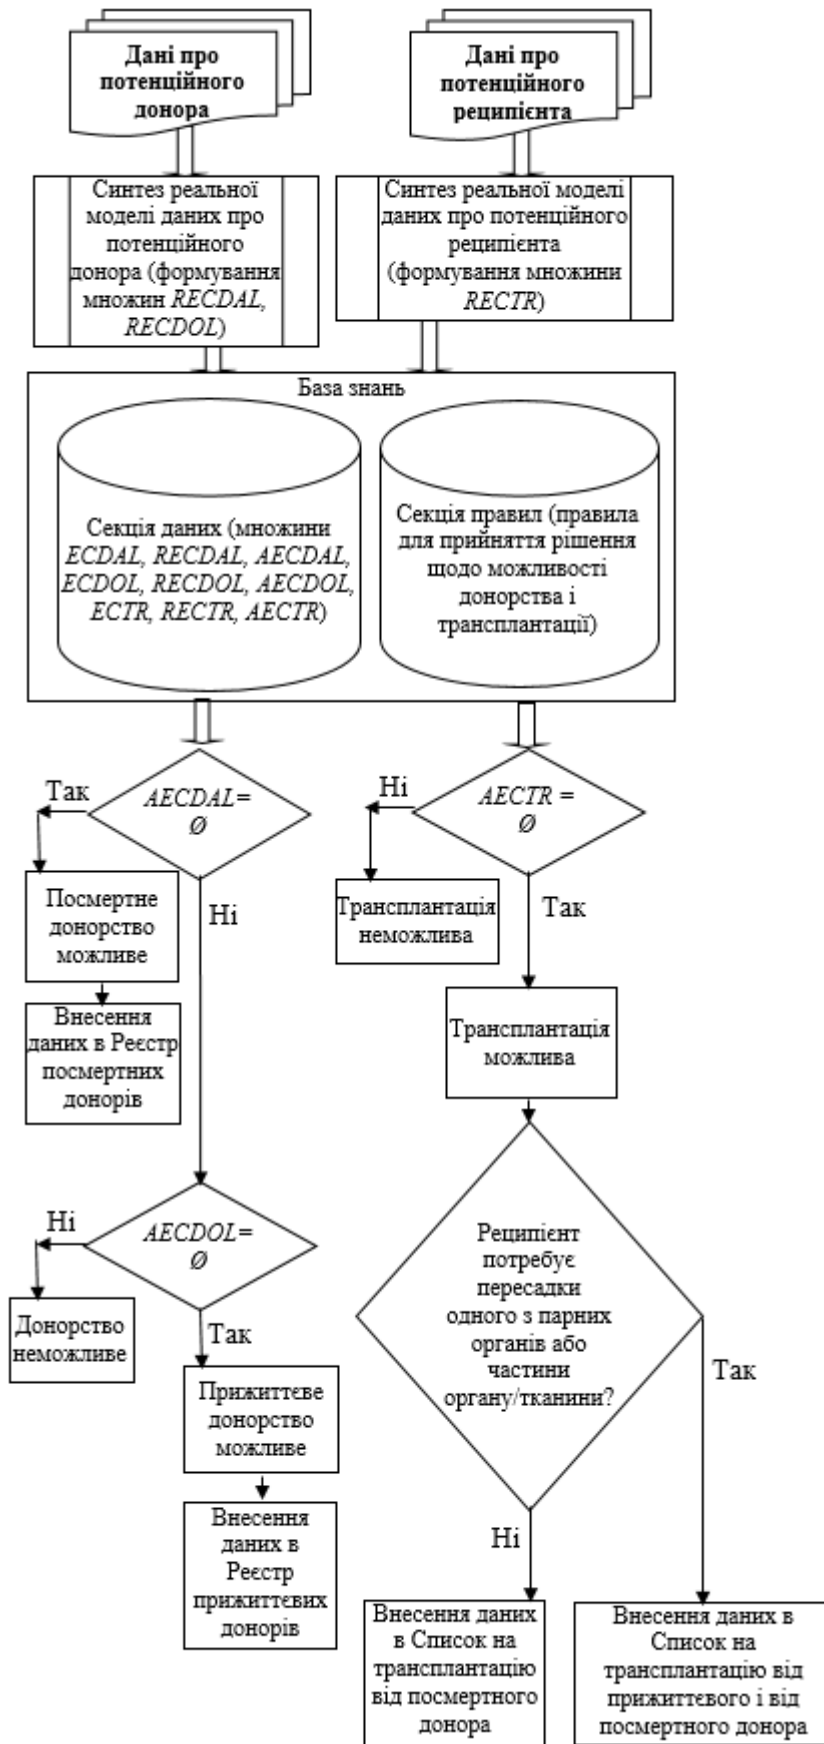 Дані про
потенційного
донора
Дані про
потенційного
реципієнта
Синтез реальної
моделі даних про
потенційного
донора (формування
множин RECDAL,
RECDOL)
Синтез реальної моделі
даних про потенційного
реципієнта
(формування множини
RECTR)
База знань
Секція даних (множини
ECDAL, RECDAL, AECDAL,
ECDOL, RECDOL, AECDOL,
ECTR, RECTR, AECTR)
Секція правил (правила
для прийняття рішення
щодо можливості
донорства і
трансплантації)
Так
AECDAL=
Ø
Ні
AECTR =
Ø
Посмертне
донорство
можливе
Ні
Трансплантація
неможлива
Так
Внесення
даних в Реєстр
посмертних
донорів
Трансплантація
можлива
Ні
AECDOL=
Ø
Реципієнт
потребує
пересадки
одного з парних
органів або
частини
органу/тканини?
Донорство
неможливе
Так
Так
Прижиттєве
донорство
можливе
Внесення
даних в
Реєстр
прижиттєвих
донорів
Ні
Внесення даних
в Список на
трансплантацію
від посмертного
донора
Внесення даних в
Список на
трансплантацію від
прижиттєвого і від
посмертного донора